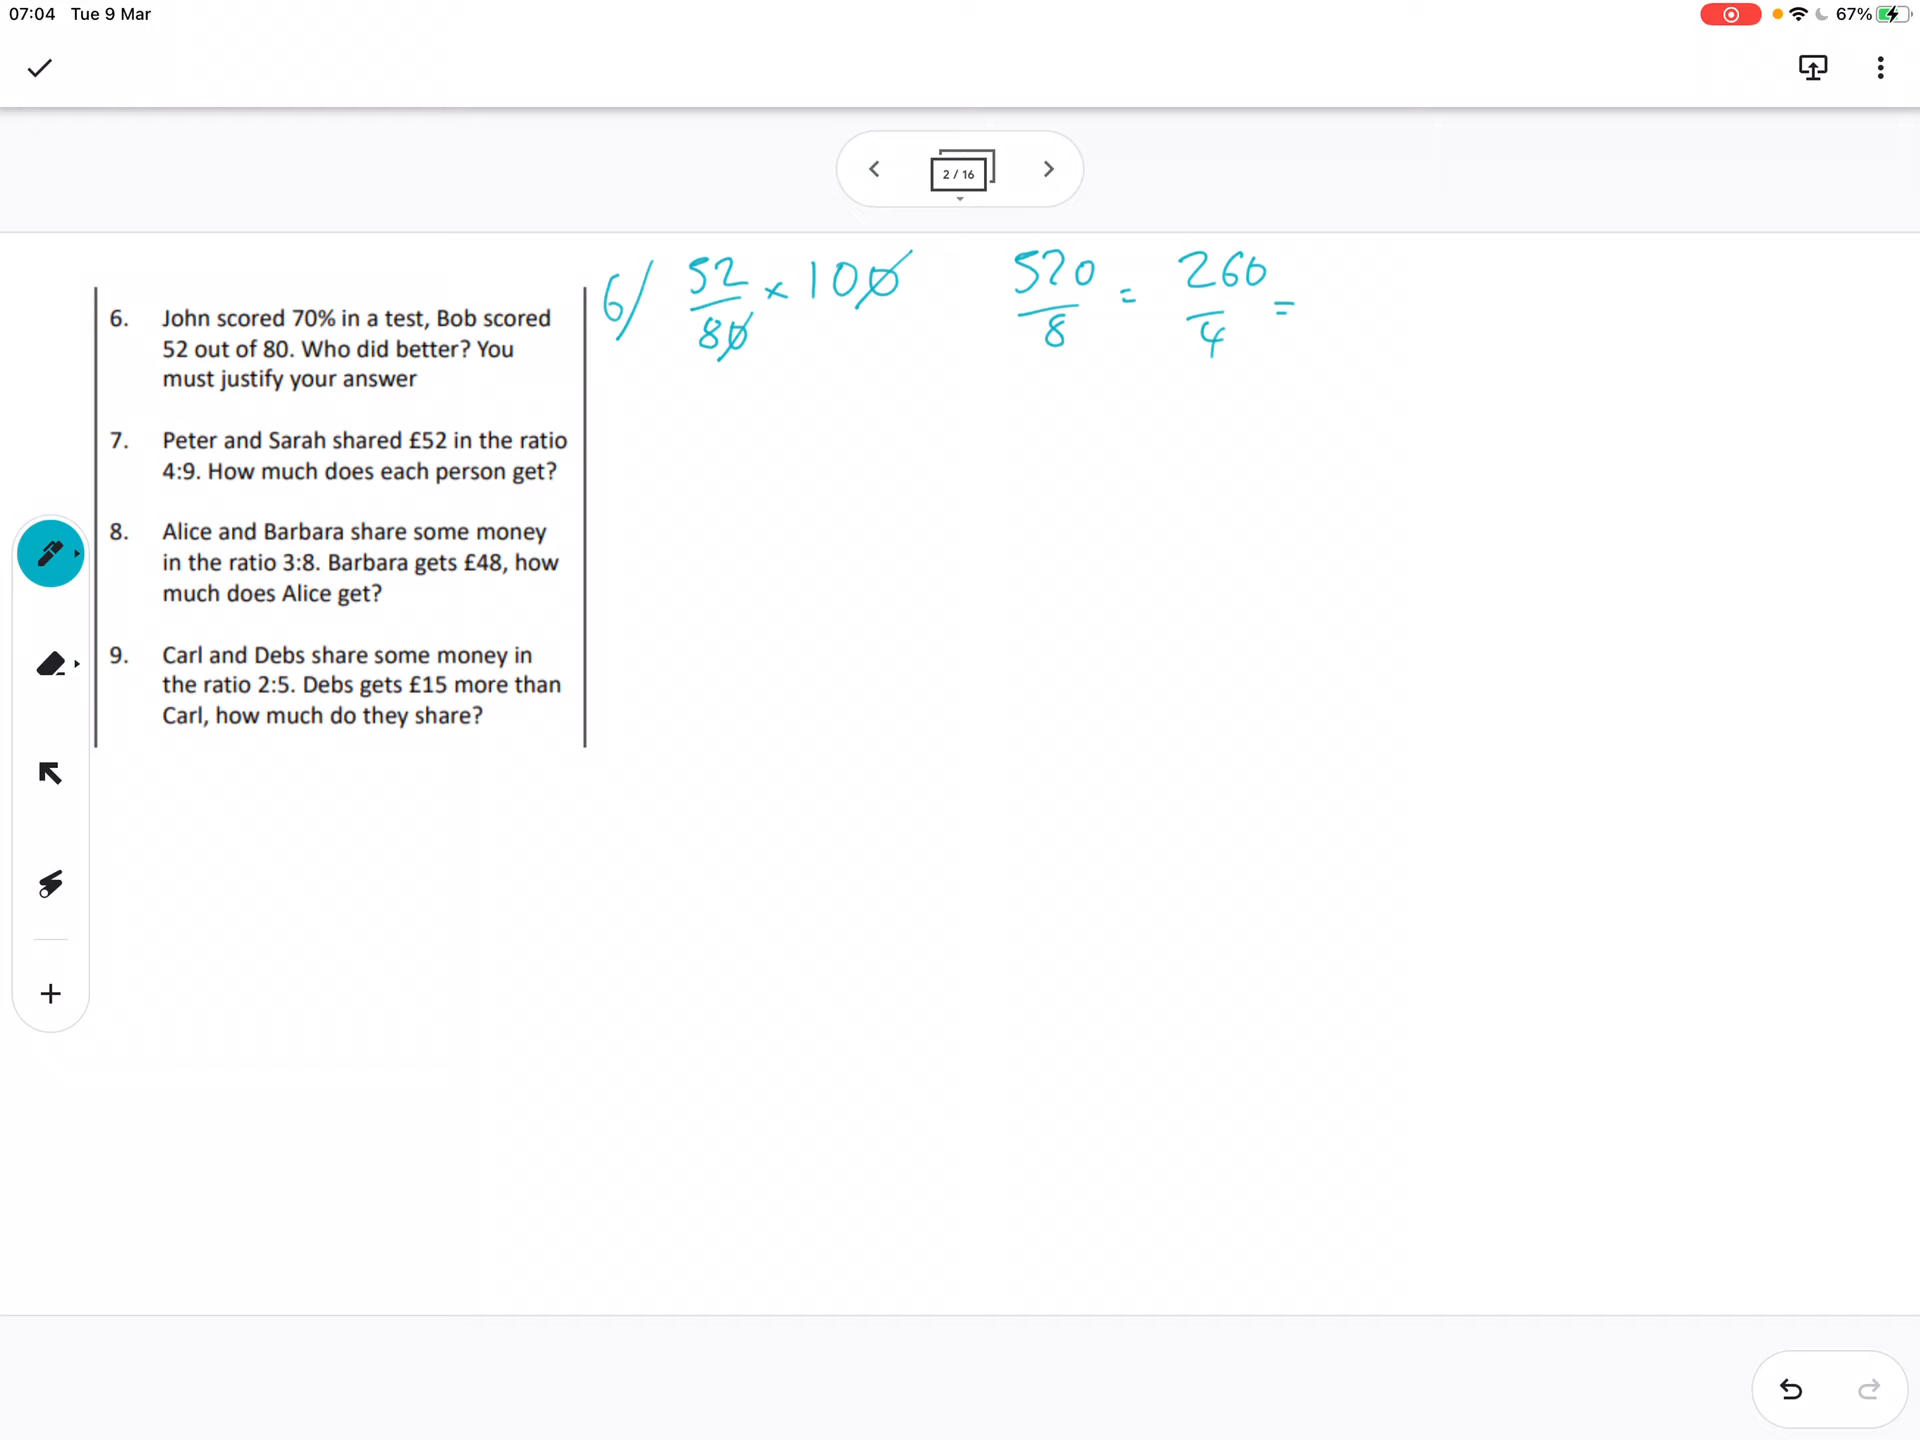 07:04 Tue 9 Mar
67%
2 / 16
6. John scored 70% in a test, Bob scored
52 out of 80. Who did better? You
must justify your answer
7. Peter and Sarah shared £52 in the ratio
4:9. How much does each person get?
8. Alice and Barbara share some money
in the ratio 3:8. Barbara gets £48, how
much does Alice get?
9. Carl and Debs share some money in
the ratio 2:5. Debs gets £15 more than
Carl, how much do they share?
6/ 52/80 × 100 520/8 = 260/4 =